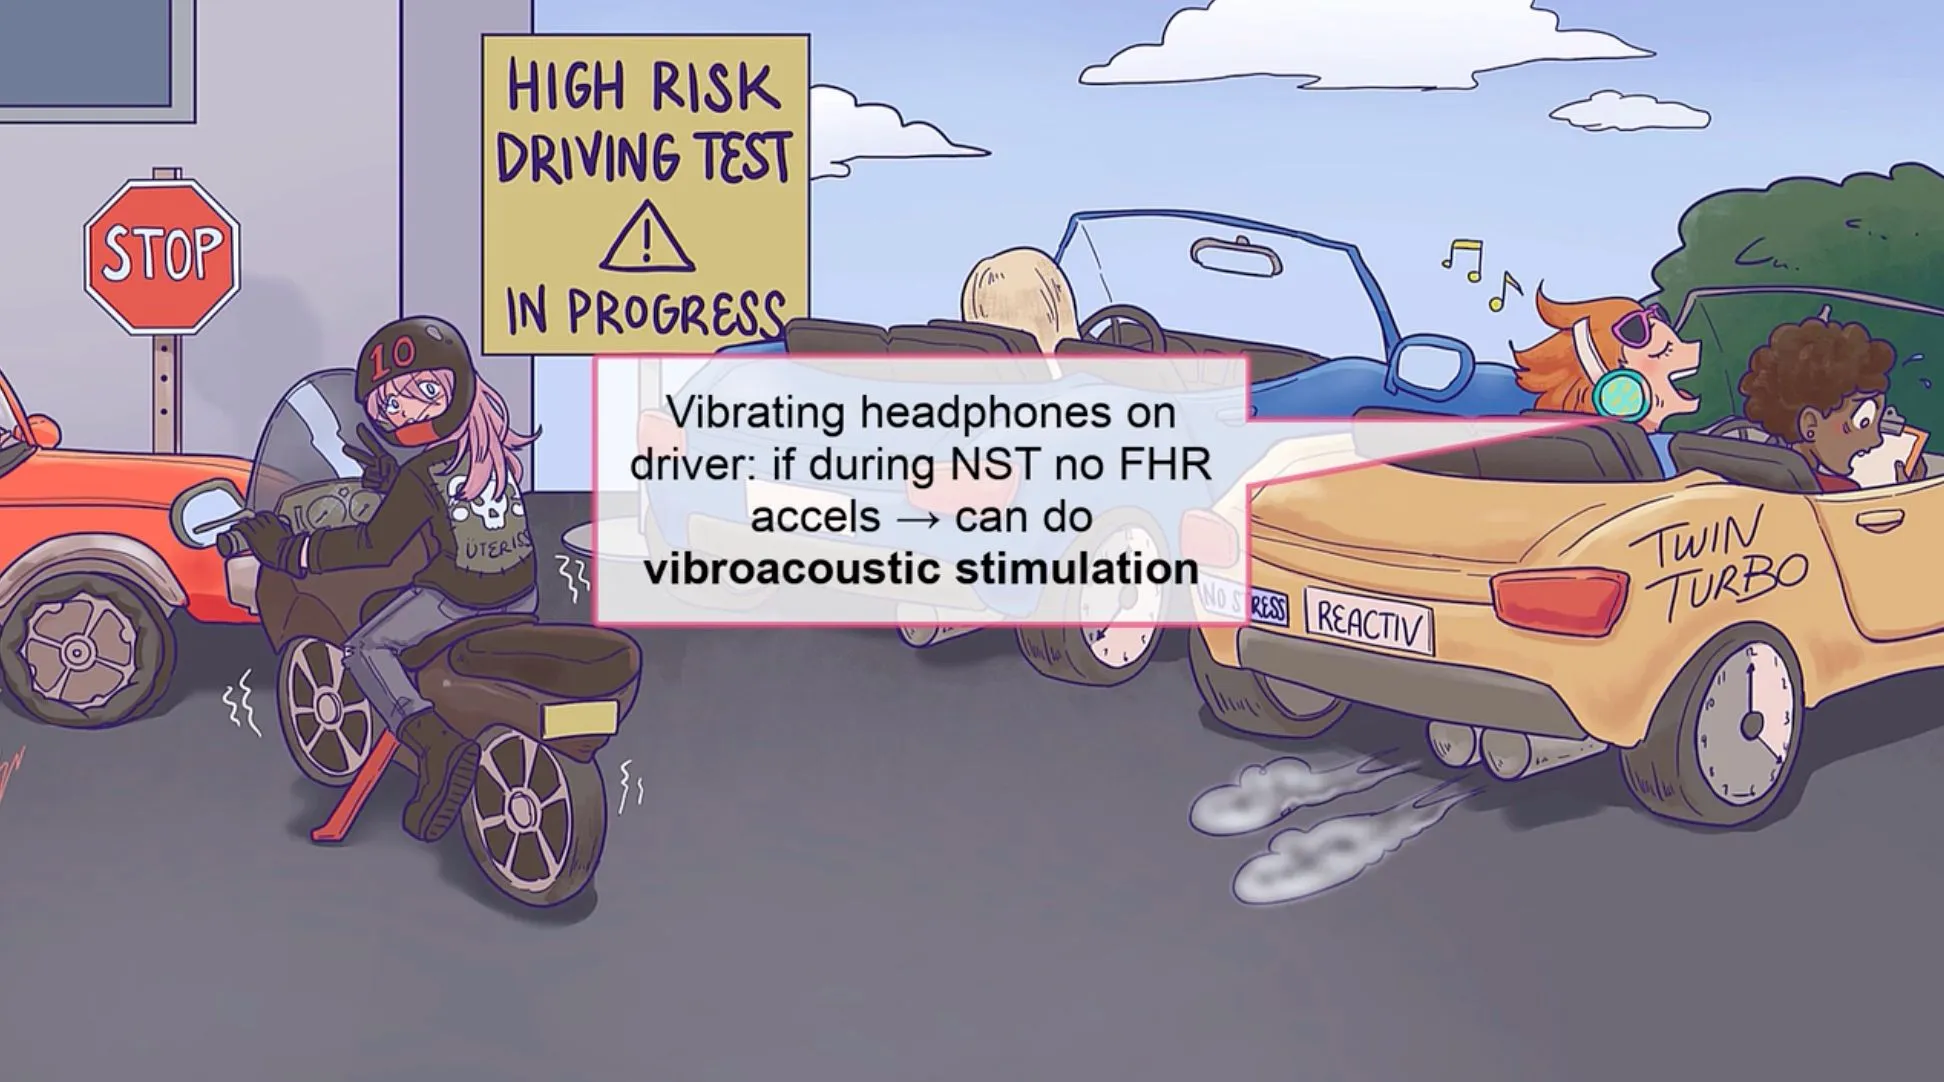 HIGH RISK
DRIVING TEST
!
IN PROGRESS
STOP
10
ÜTERISS
Vibrating headphones on
driver: if during NST no FHR
accels → can do
vibroacoustic stimulation
NO STRESS
REACTIV
TWIN
TURBO